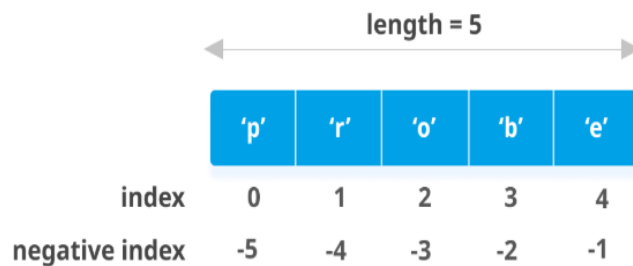 length = 5
‘p’ ‘r’ ‘o’ ‘b’ ‘e’
index 0 1 2 3 4
negative index -5 -4 -3 -2 -1